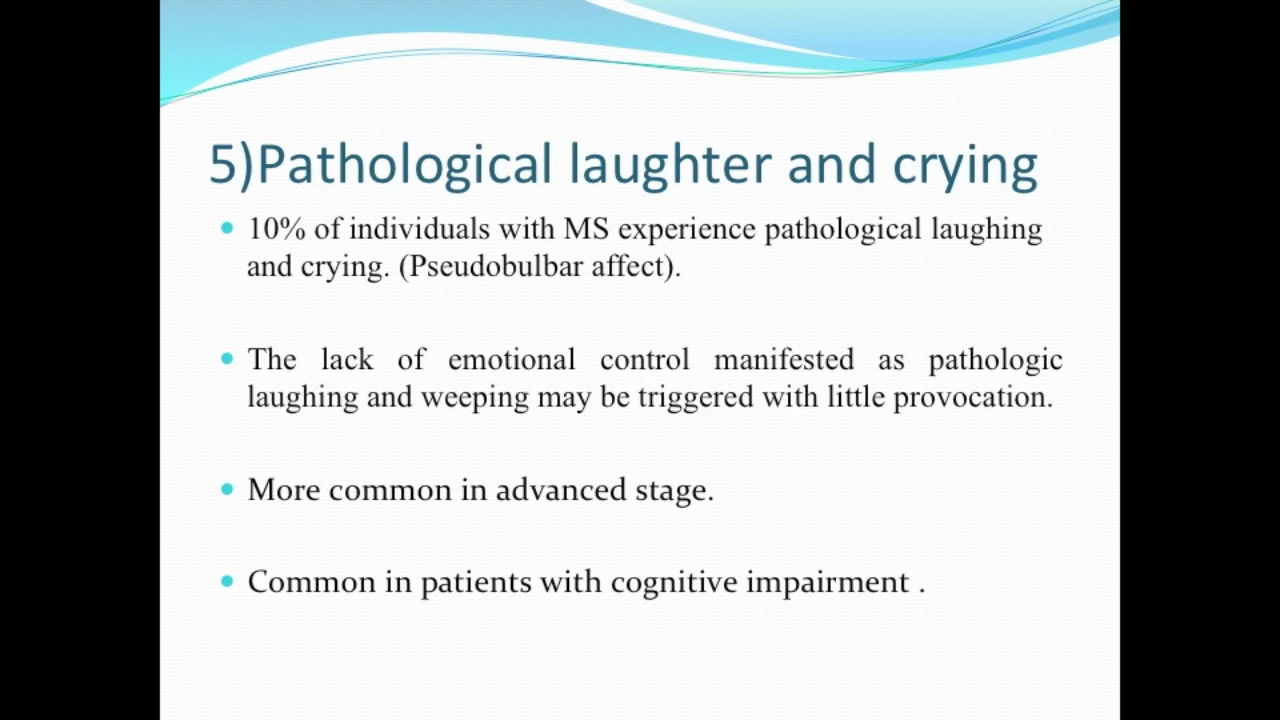 5)Pathological laughter and crying
10% of individuals with MS experience pathological laughing
and crying. (Pseudobulbar affect).
The lack of emotional control manifested as pathologic
laughing and weeping may be triggered with little provocation.
More common in advanced stage.
Common in patients with cognitive impairment .